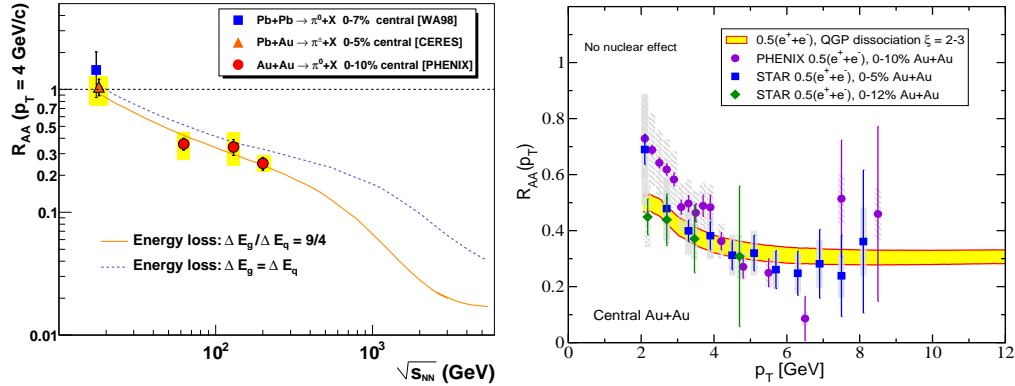 Pb+Pb → π⁰+X 0-7% central [WA98]
Pb+Au → π±+X 0-5% central [CERES]
Au+Au → π⁰+X 0-10% central [PHENIX]
R_AA (p_T = 4 GeV/c)
1
0.7
0.5
0.3
0.2
0.1
0.01
Energy loss: Δ E_g/Δ E_q = 9/4
Energy loss: Δ E_g = Δ E_q
10²
10³
√s_NN (GeV)
No nuclear effect
0.5(e⁺+e⁻), QGP dissociation ξ = 2-3
PHENIX 0.5(e⁺+e⁻), 0-10% Au+Au
STAR 0.5(e⁺+e⁻), 0-5% Au+Au
STAR 0.5(e⁺+e⁻), 0-12% Au+Au
R_AA(p_T)
1
0.8
0.6
0.4
0.2
0
Central Au+Au
0 2 4 6 8 10 12
p_T [GeV]